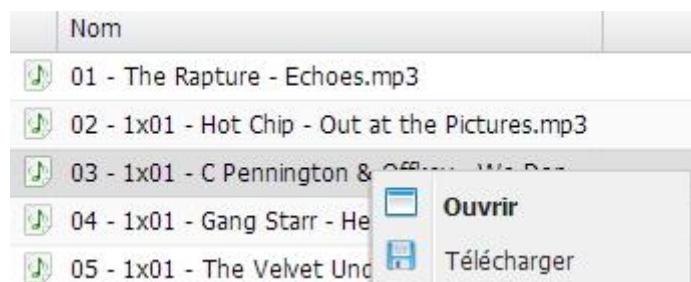 Nom
01 - The Rapture - Echoes.mp3
02 - 1x01 - Hot Chip - Out at the Pictures.mp3
03 - 1x01 - C Pennington &
Ouvrir
04 - 1x01 - Gang Starr - He
Télécharger
05 - 1x01 - The Velvet Und